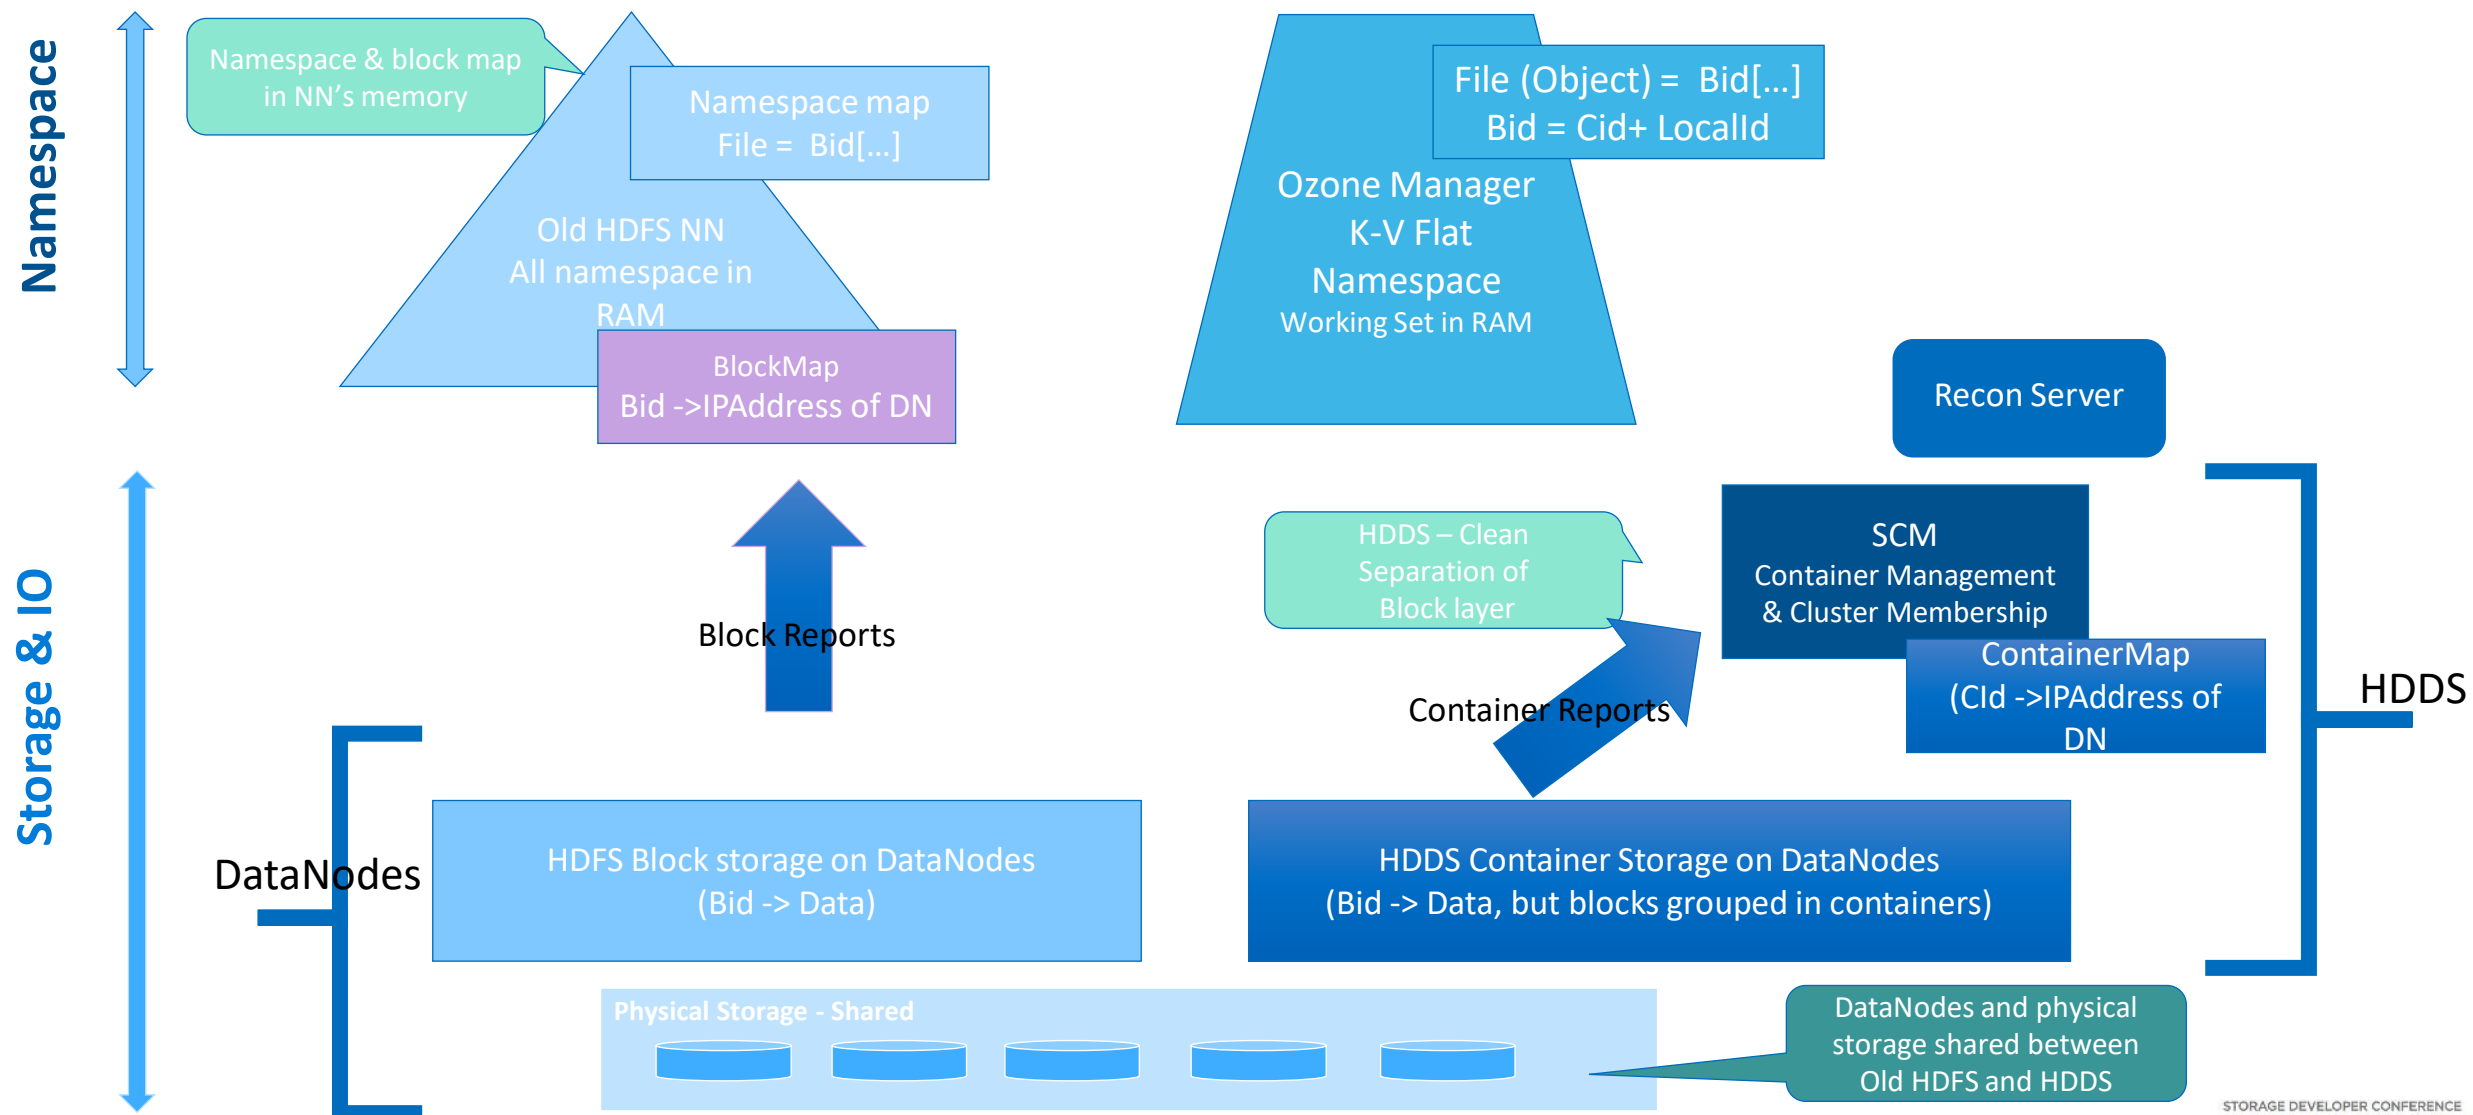 Namespace
Namespace & block map
in NN's memory
Namespace map
File = Bid[...]
Old HDFS NN
All namespace in
RAM
BlockMap
Bid ->IPAddress of DN
File (Object) = Bid[...]
Bid = Cid+ LocalId
Ozone Manager
K-V Flat
Namespace
Working Set in RAM
Recon Server
Storage & IO
Block Reports
HDDS – Clean
Separation of
Block layer
SCM
Container Management
& Cluster Membership
ContainerMap
(CId ->IPAddress of
DN
Container Reports
HDDS
DataNodes
HDFS Block storage on DataNodes
(Bid -> Data)
HDDS Container Storage on DataNodes
(Bid -> Data, but blocks grouped in containers)
Physical Storage - Shared
DataNodes and physical
storage shared between
Old HDFS and HDDS
STORAGE DEVELOPER CONFERENCE